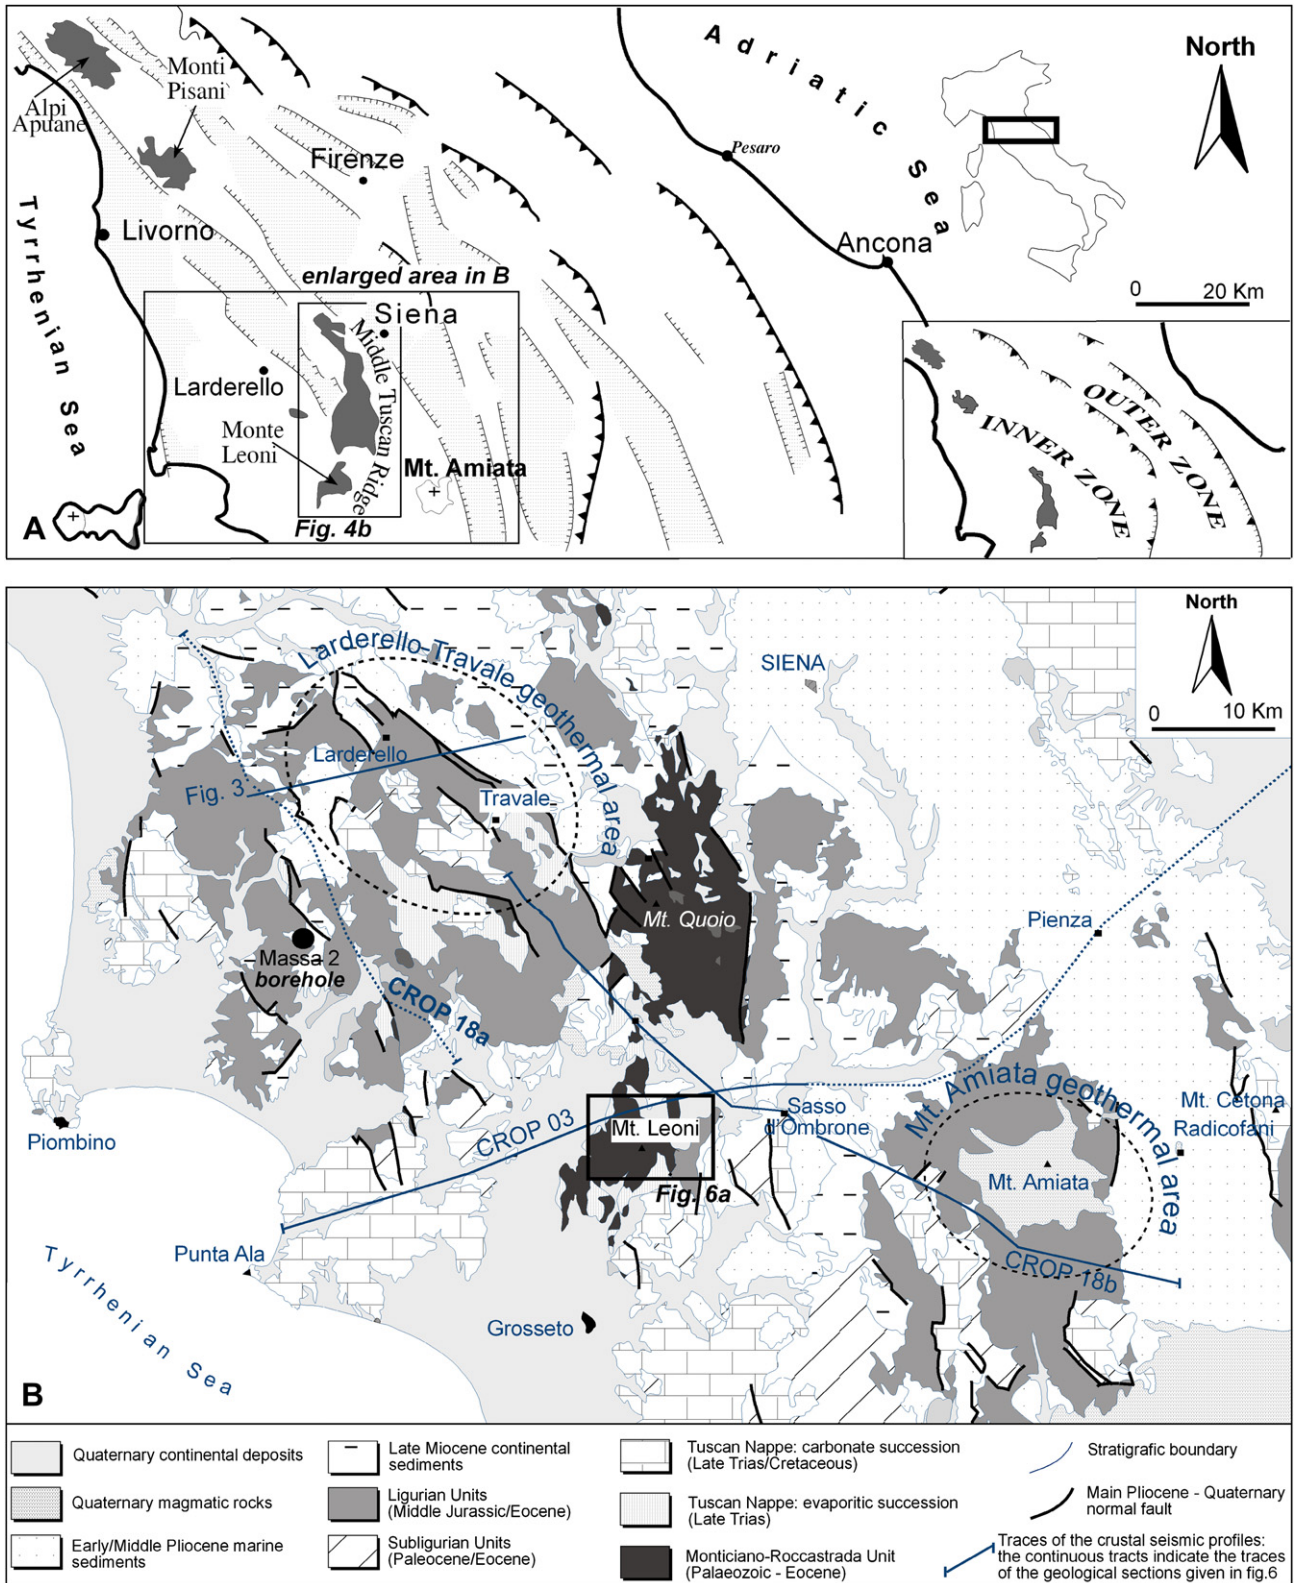 Adriatic Sea
North
Monti
Pisani
Alpi
Apuane
Firenze
Pesaro
Tyrrhenian Sea
Livorno
Ancona
enlarged area in B
0 20 Km
Siena
Middle Tuscan Ridge
Larderello
Monte
Leoni
Mt. Amiata
INNER ZONE
OUTER ZONE
A
Fig. 4b
North
0 10 Km
Larderello-Travale geothermal area
SIENA
Larderello
Fig. 3
Travale
Mt. Quoio
Pienza
Massa 2
borehole
CROP 18a
Mt. Amiata geothermal area
Mt. Cetona
Radicofani
Sasso
d'Ombrone
Piombino
CROP 03
Mt. Leoni
Fig. 6a
Mt. Amiata
Punta Ala
CROP 18b
Tyrrhenian Sea
Grosseto
B
Quaternary continental deposits
Quaternary magmatic rocks
Early/Middle Pliocene marine
sediments
Late Miocene continental
sediments
Ligurian Units
(Middle Jurassic/Eocene)
Subligurian Units
(Paleocene/Eocene)
Tuscan Nappe: carbonate succession
(Late Trias/Cretaceous)
Tuscan Nappe: evaporitic succession
(Late Trias)
Monticiano-Roccastrada Unit
(Palaeozoic - Eocene)
Stratigrafic boundary
Main Pliocene - Quaternary
normal fault
Traces of the crustal seismic profiles:
the continuous tracts indicate the traces
of the geological sections given in fig.6